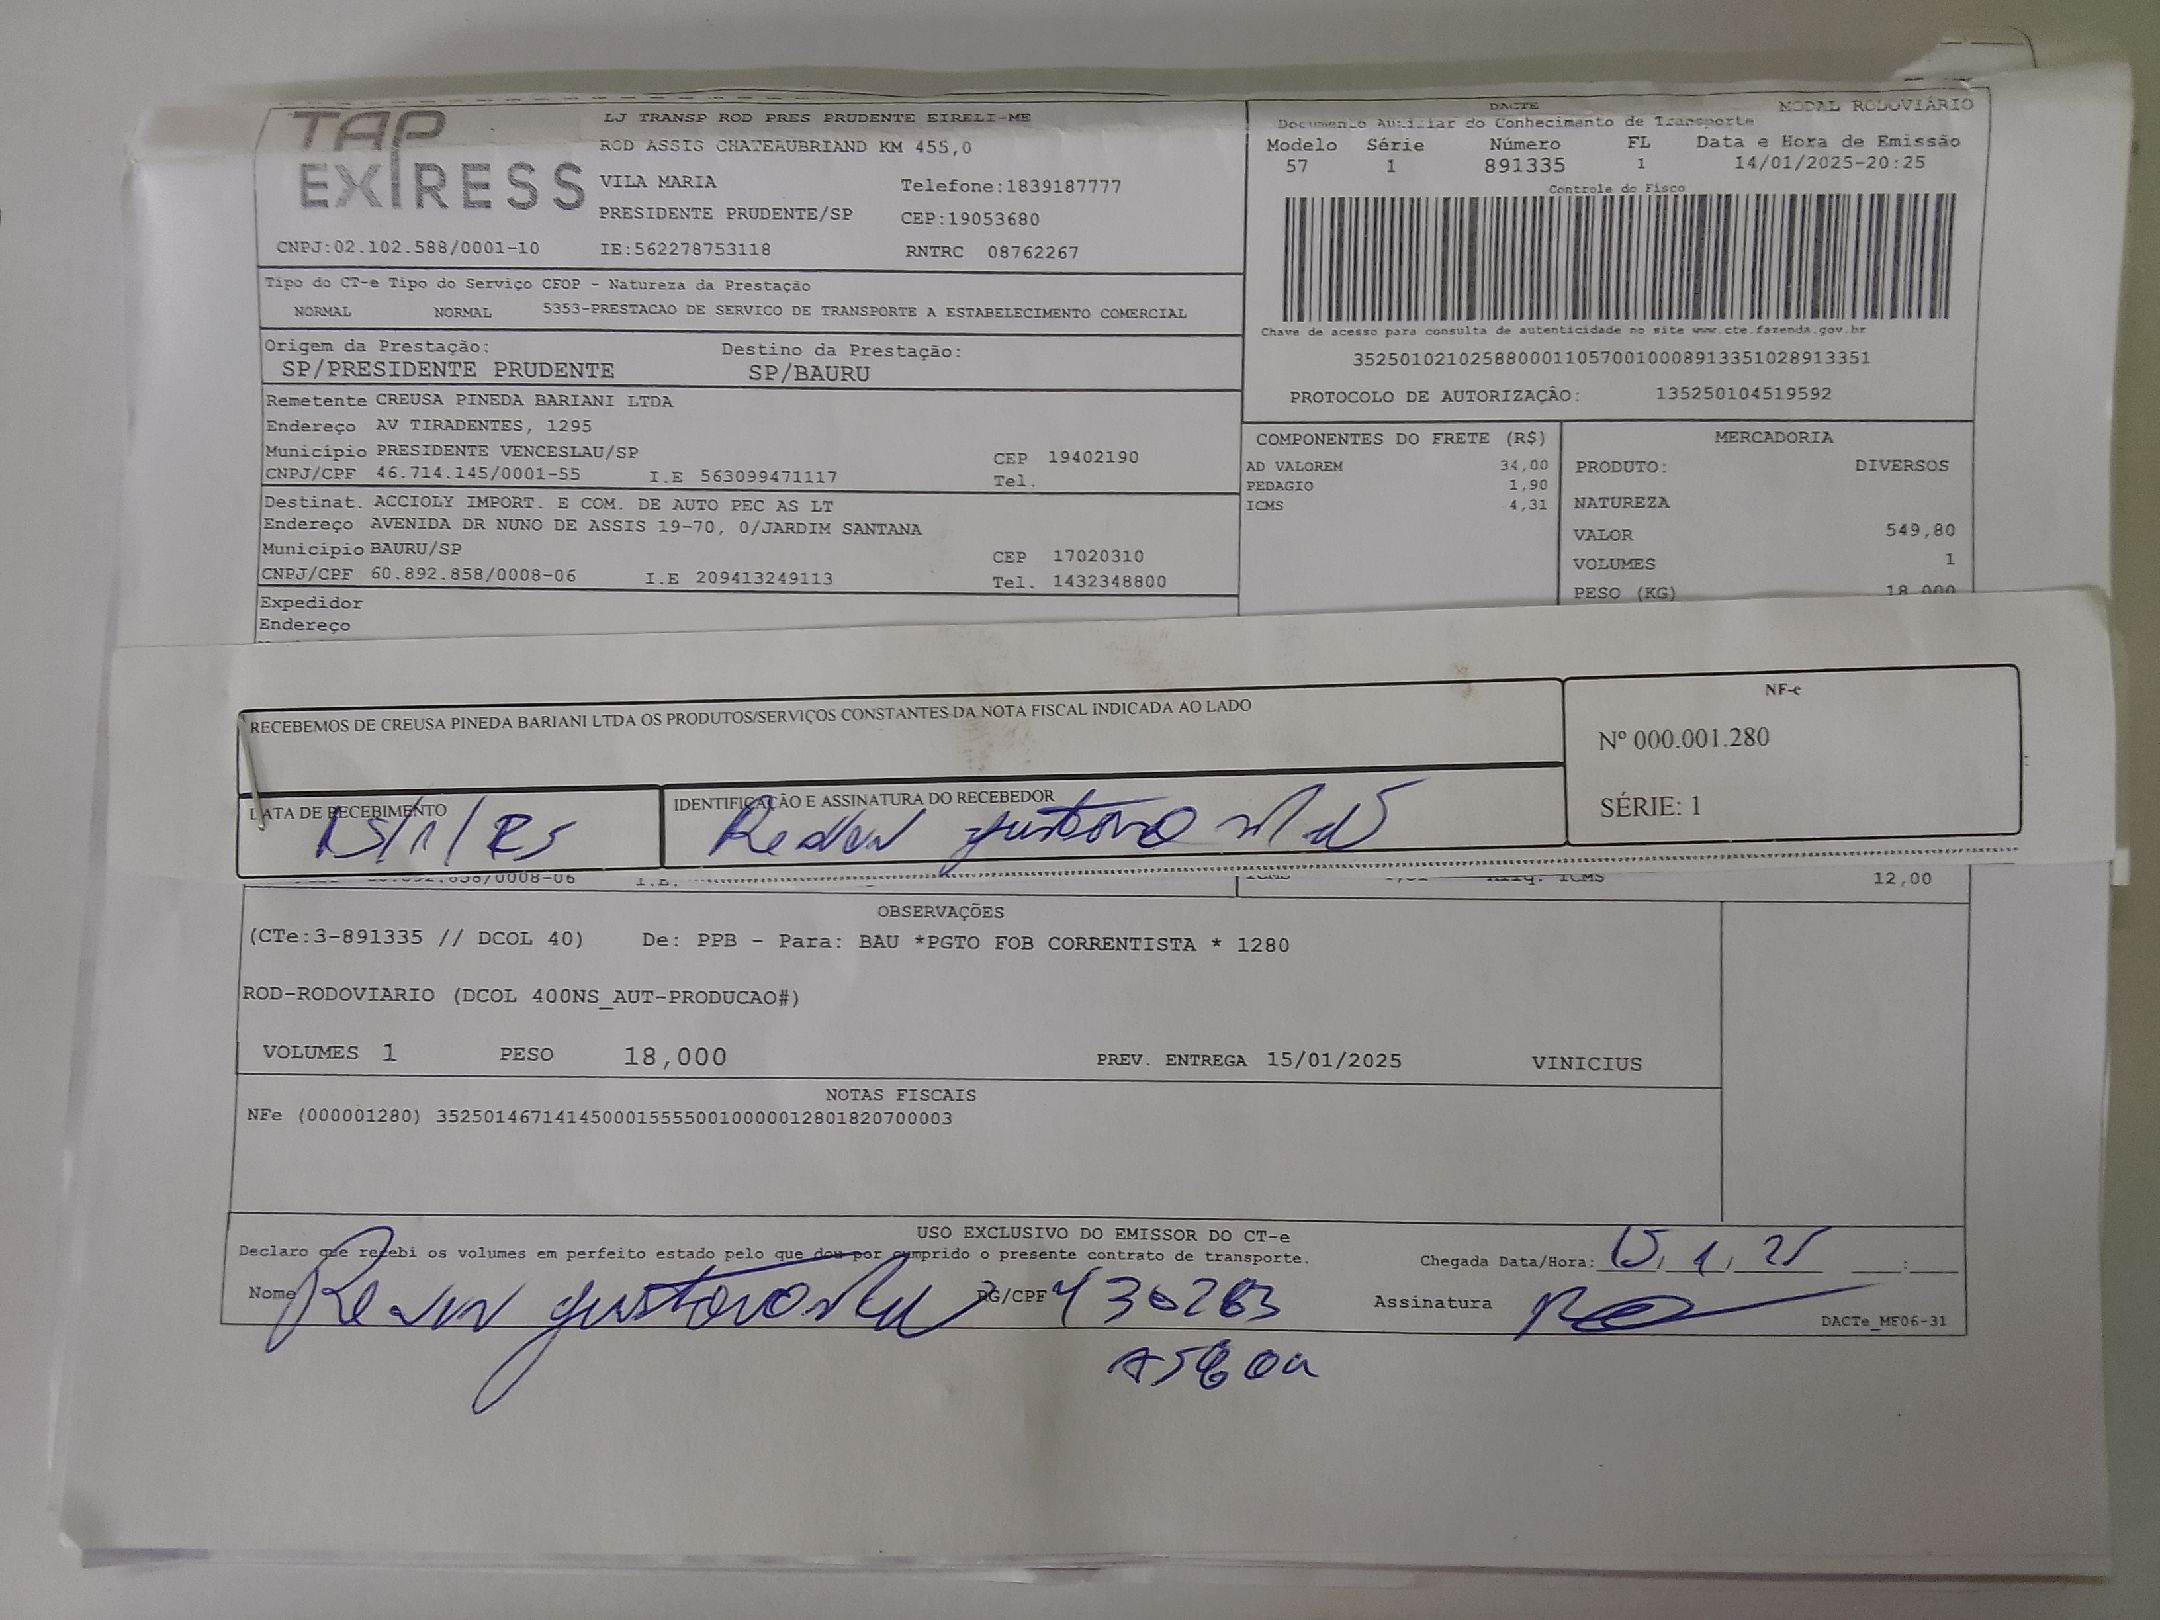 TAP
EXPRESS
LJ TRANSP ROD PRES PRUDENTE EIRELI-ME
ROD ASSIS CHATEAUBRIAND KM 455,0
VILA MARIA Telefone:1839187777
PRESIDENTE PRUDENTE/SP CEP:19053680
CNPJ:02.102.588/0001-10 IE:562278753118 RNTRC 08762267
DACTE MODAL RODOVIÁRIO
Documento Auxiliar do Conhecimento de Transporte
Modelo Série Número FL Data e Hora de Emissão
57 1 891335 1 14/01/2025-20:25
Controle do Fisco
Chave de acesso para consulta de autenticidade no site www.cte.fazenda.gov.br
35250102102588000110570010008913351028913351
PROTOCOLO DE AUTORIZAÇÃO: 135250104519592
Tipo do CT-e Tipo do Serviço CFOP - Natureza da Prestação
NORMAL NORMAL 5353-PRESTACAO DE SERVICO DE TRANSPORTE A ESTABELECIMENTO COMERCIAL
Origem da Prestação: Destino da Prestação:
SP/PRESIDENTE PRUDENTE SP/BAURU
Remetente CREUSA PINEDA BARIANI LTDA
Endereço AV TIRADENTES, 1295
Município PRESIDENTE VENCESLAU/SP CEP 19402190
CNPJ/CPF 46.714.145/0001-55 I.E 563099471117 Tel.
Destinat. ACCIOLY IMPORT. E COM. DE AUTO PEC AS LT
Endereço AVENIDA DR NUNO DE ASSIS 19-70, 0/JARDIM SANTANA
Município BAURU/SP CEP 17020310
CNPJ/CPF 60.892.858/0008-06 I.E 209413249113 Tel. 1432348800
Expedidor
Endereço
COMPONENTES DO FRETE (R$)
AD VALOREM 34,00
PEDAGIO 1,90
ICMS 4,31
MERCADORIA
PRODUTO: DIVERSOS
NATUREZA
VALOR 549,80
VOLUMES 1
PESO (KG) 18,000
RECEBEMOS DE CREUSA PINEDA BARIANI LTDA OS PRODUTOS/SERVIÇOS CONSTANTES DA NOTA FISCAL INDICADA AO LADO
NF-e
Nº 000.001.280
SÉRIE: 1
DATA DE RECEBIMENTO IDENTIFICAÇÃO E ASSINATURA DO RECEBEDOR
15/1/25 gustavo
0008-06 I.E. ICMS 12,00
OBSERVAÇÕES
(CTe:3-891335 // DCOL 40) De: PPB - Para: BAU *PGTO FOB CORRENTISTA * 1280
ROD-RODOVIARIO (DCOL 400NS_AUT-PRODUCAO#)
VOLUMES 1 PESO 18,000 PREV. ENTREGA 15/01/2025 VINICIUS
NOTAS FISCAIS
NFe (000001280) 35250146714145000155550010000012801820700003
USO EXCLUSIVO DO EMISSOR DO CT-e
Declaro que recebi os volumes em perfeito estado pelo que dou por cumprido o presente contrato de transporte.
Chegada Data/Hora: 15, 1, 25 :
Nome gustavo RG/CPF 430263 Assinatura
DACTe_MF06-31